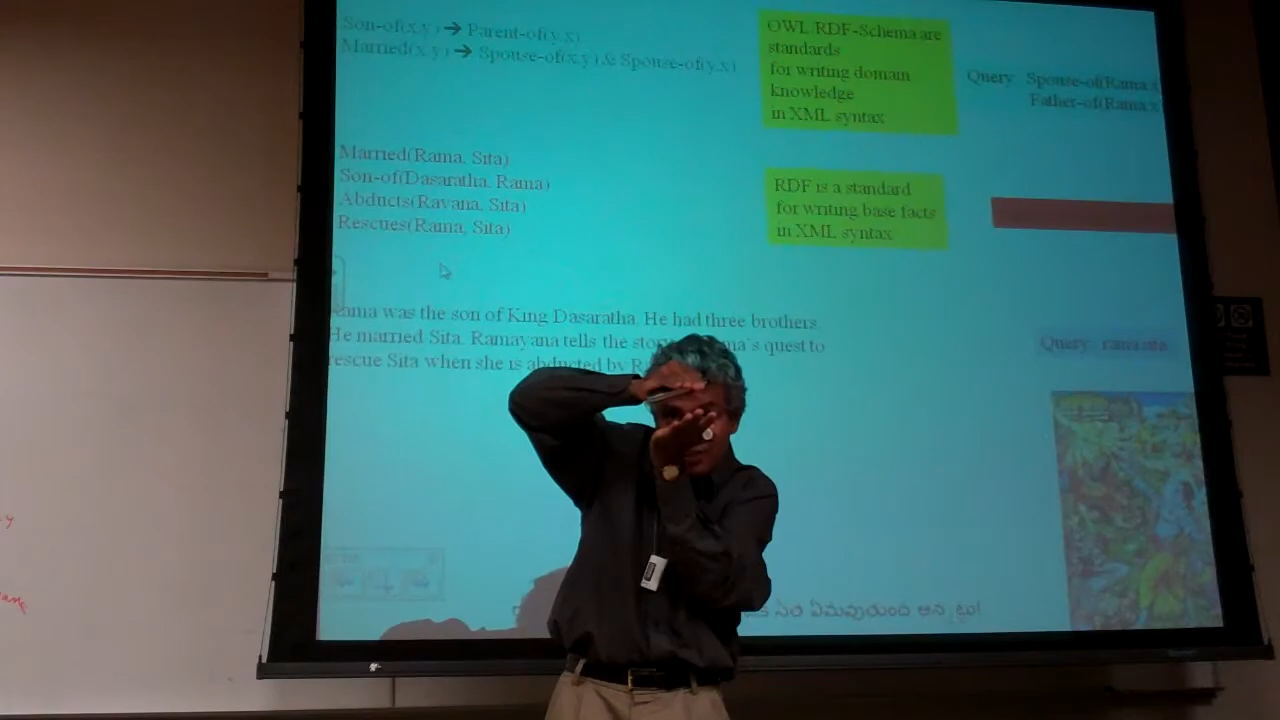 Son-of(x,y) → Parent-of(y,x)
Married(x,y) → Spouse-of(x,y) & Spouse-of(y,x)
OWL/RDF-Schema are
standards
for writing domain
knowledge
in XML syntax
Query: Spouse-of(Rama,x
Father-of(Rama,x
Married(Rama, Sita)
Son-of(Dasaratha, Rama)
Abducts(Ravana, Sita)
Rescues(Rama, Sita)
RDF is a standard
for writing base facts
in XML syntax
Rama was the son of King Dasaratha. He had three brothers.
He married Sita. Ramayana tells the story ma's quest to
rescue Sita when she is abducted by R
Query:
సీత ఏమవుతుంది